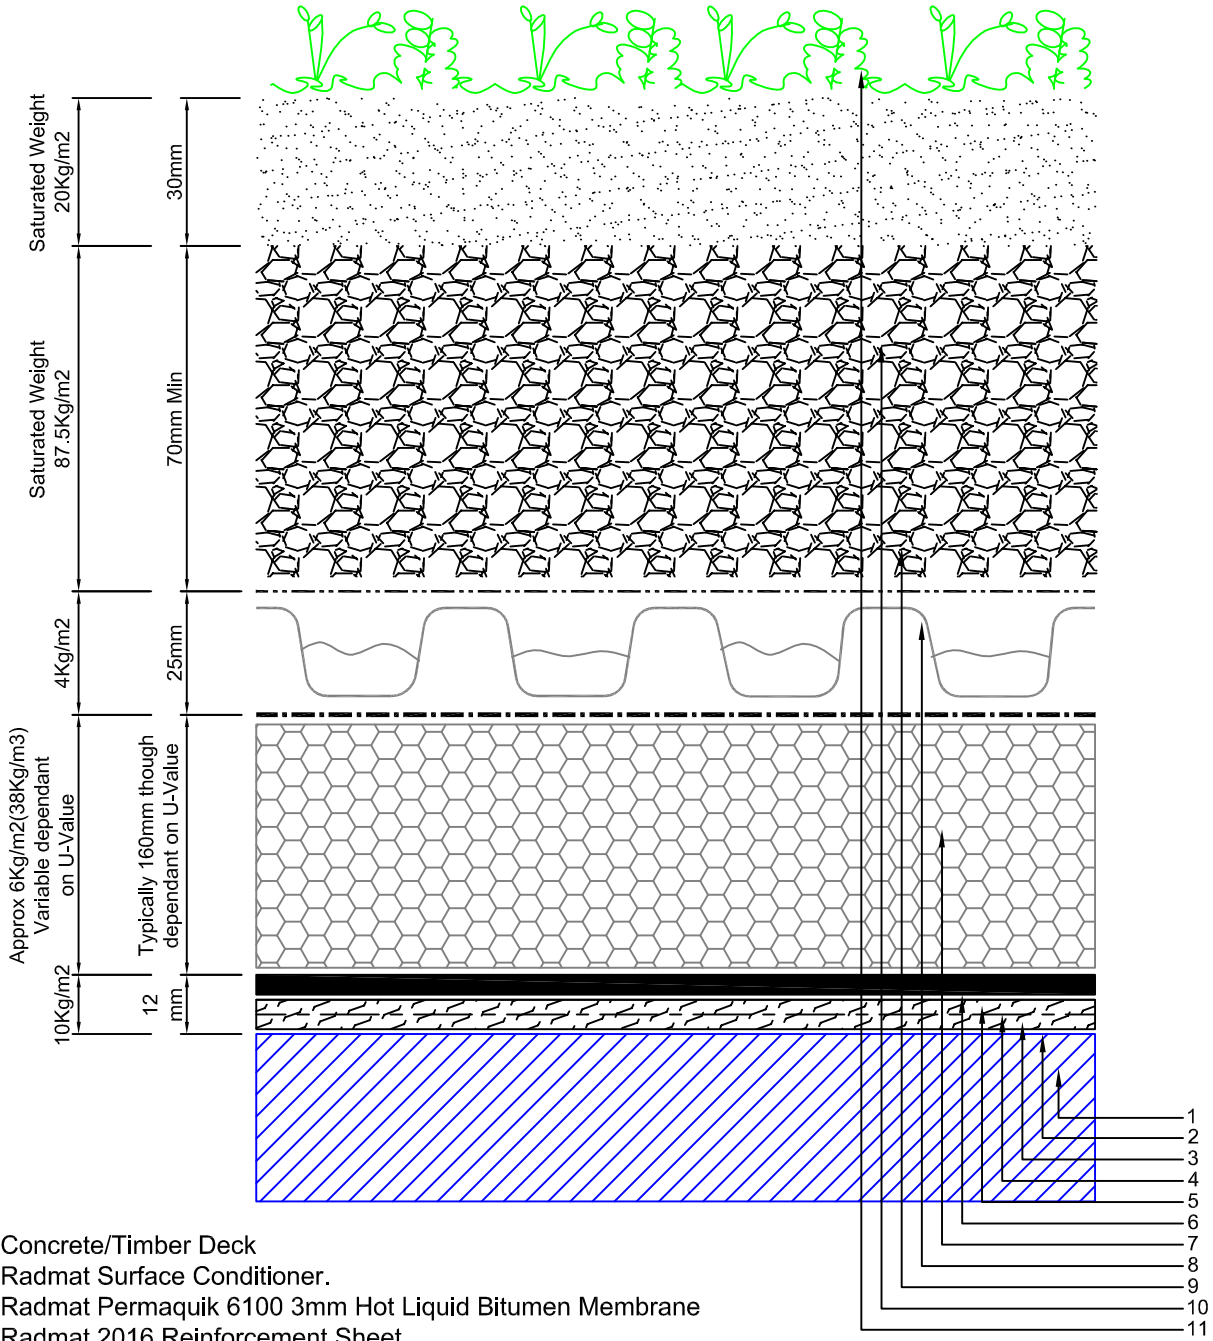 Saturated Weight
20Kg/m2
30mm
Saturated Weight
87.5Kg/m2
70mm Min
4Kg/m2
25mm
Approx 6Kg/m2(38Kg/m3)
Variable dependant
on U-Value
Typically 160mm though
dependant on U-Value
10Kg/m2
12
mm
1
2
3
4
5
6
7
8
9
10
11
Concrete/Timber Deck
Radmat Surface Conditioner.
Radmat Permaquik 6100 3mm Hot Liquid Bitumen Membrane
Radmat 2016 Reinforcement Sheet